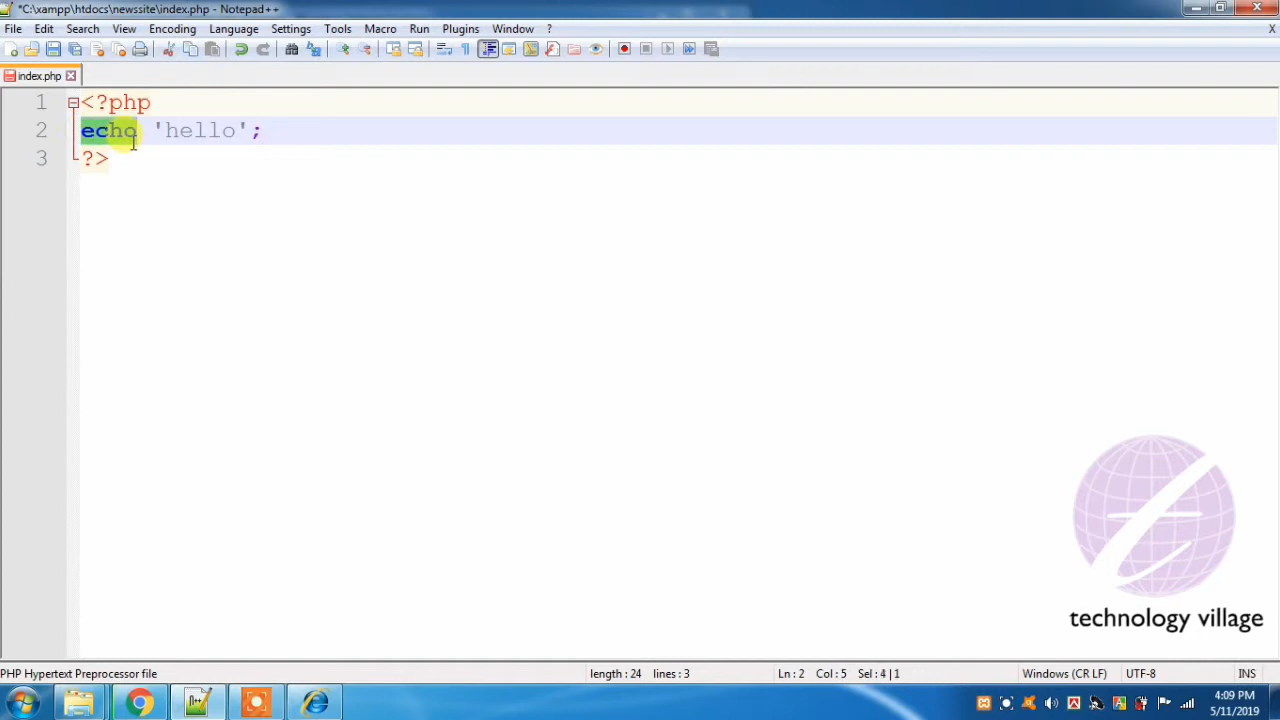 *C:\xampp\htdocs\newssite\index.php - Notepad++
File Edit Search View Encoding Language Settings Tools Macro Run Plugins Window ? X
index.php
1 <?php
2 echo 'hello';
3 ?>
technology village
PHP Hypertext Preprocessor file length : 24 lines : 3 Ln : 2 Col : 5 Sel : 4 | 1 Windows (CR LF) UTF-8 INS
4:09 PM
5/11/2019